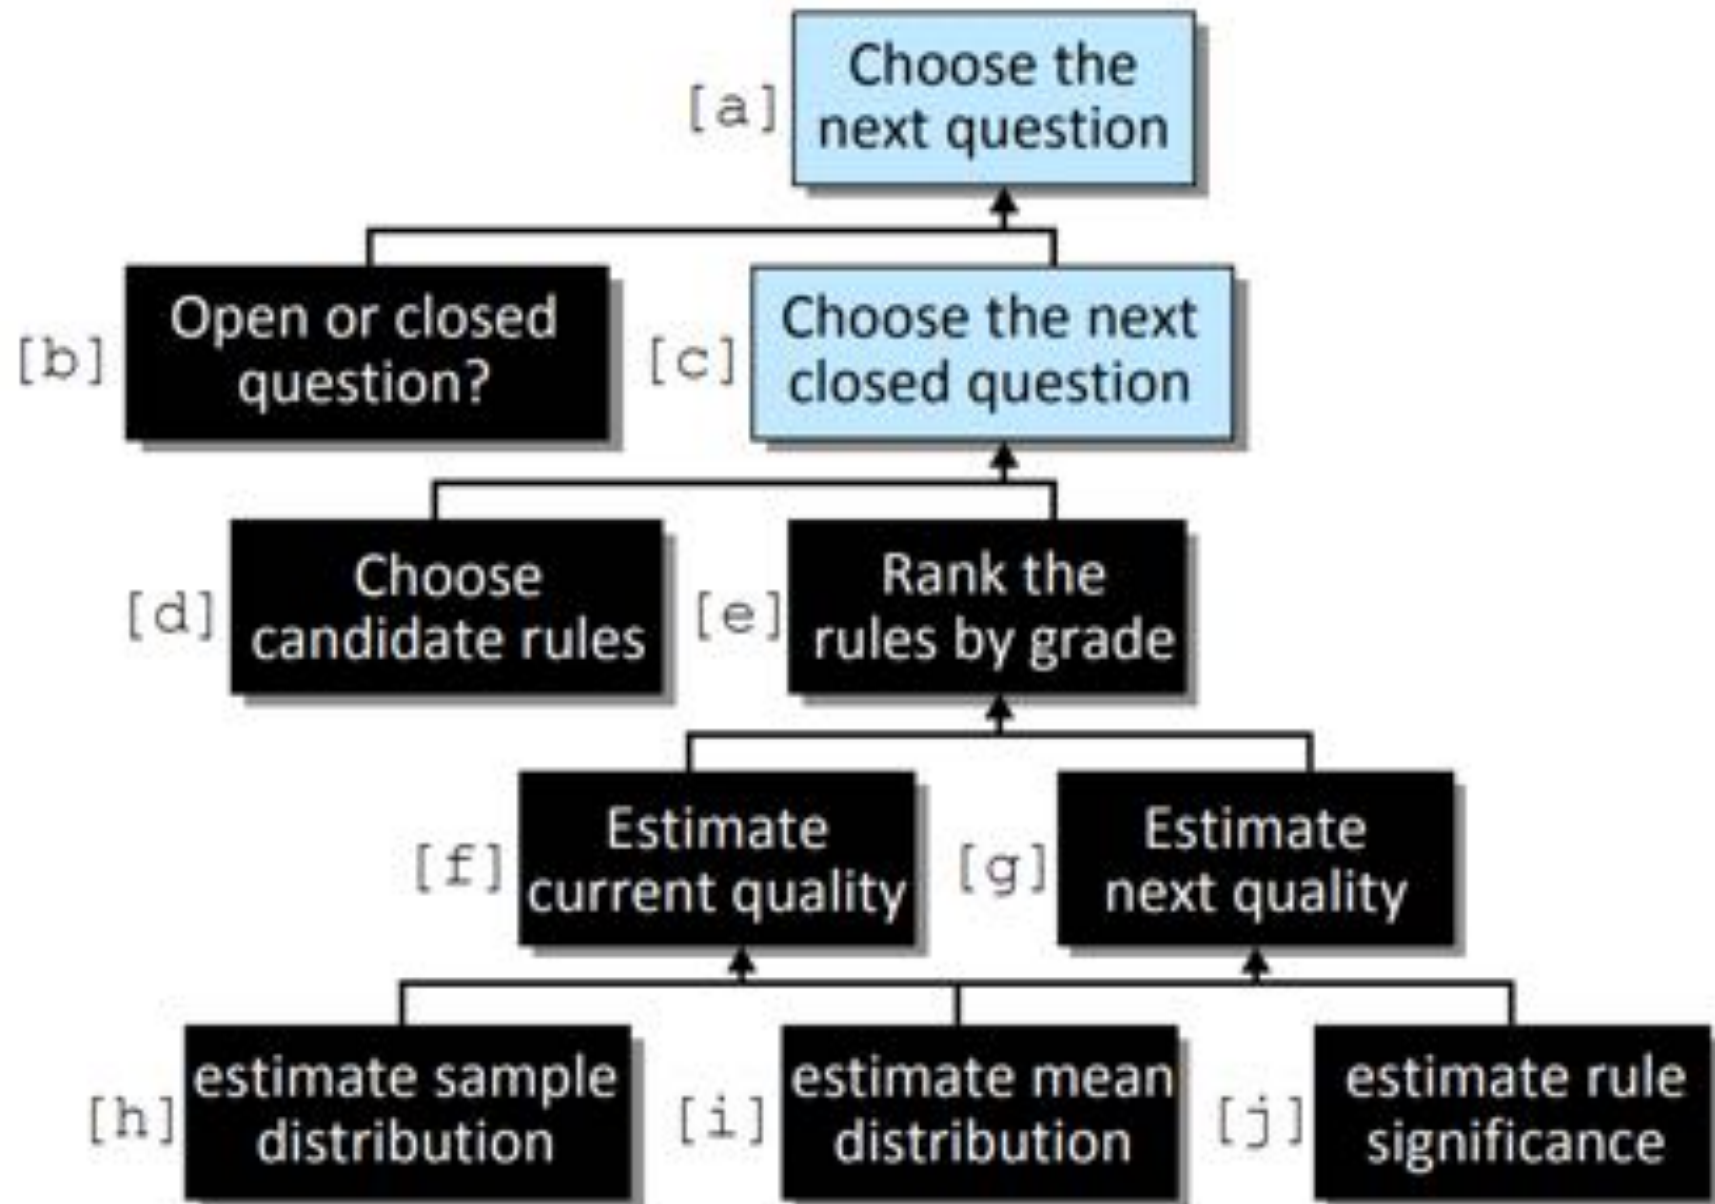 [a] Choose the
next question
[b] Open or closed
question?
[c] Choose the next
closed question
[d] Choose
candidate rules
[e] Rank the
rules by grade
[f] Estimate
current quality
[g] Estimate
next quality
[h] estimate sample
distribution
[i] estimate mean
distribution
[j] estimate rule
significance